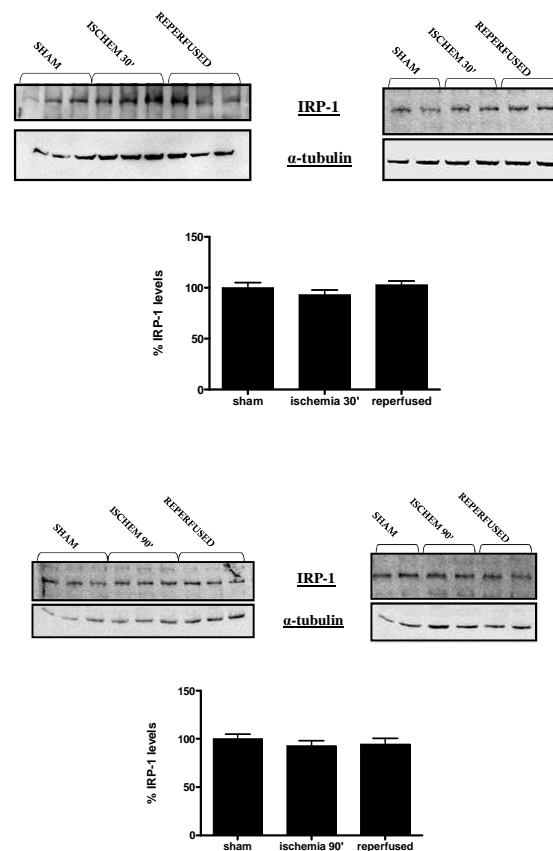 SHAM ISCHEM 30' REPERFUSED
SHAM ISCHEM 30' REPERFUSED
IRP-1
α-tubulin
150
100
50
0
% IRP-1 levels
sham ischemia 30' reperfused
SHAM ISCHEM 90' REPERFUSED
SHAM ISCHEM 90' REPERFUSED
IRP-1
α-tubulin
150
100
50
0
% IRP-1 levels
sham ischemia 90' reperfused